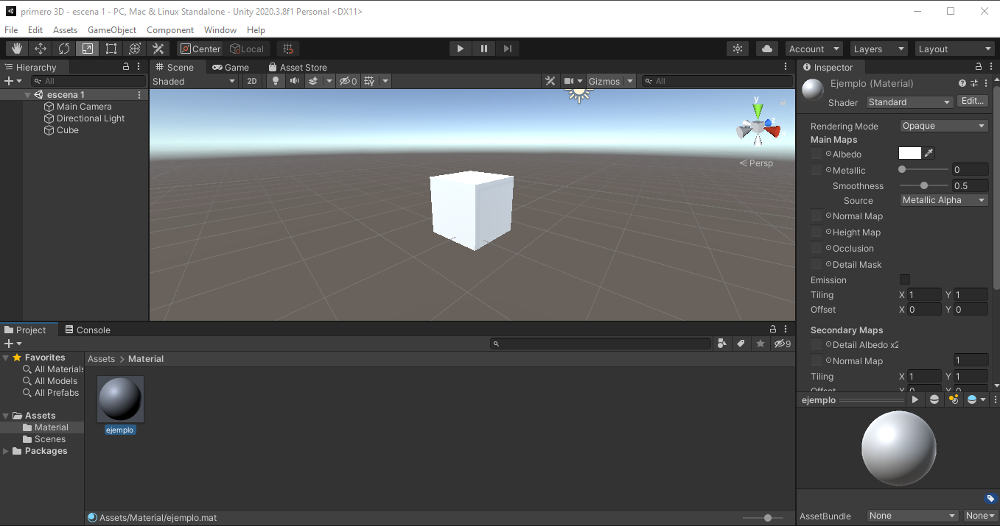 primero 3D - escena 1 - PC, Mac & Linux Standalone - Unity 2020.3.8f1 Personal <DX11>
File Edit Assets GameObject Component Window Help
Center Local Account Layers Layout
Hierarchy
All
escena 1
Main Camera
Directional Light
Cube
Scene Game Asset Store
Shaded 2D 0 Gizmos All
y
z
Persp
Inspector
Ejemplo (Material)
Shader Standard Edit...
Rendering Mode Opaque
Main Maps
Albedo
Metallic 0
Smoothness 0.5
Source Metallic Alpha
Normal Map
Height Map
Occlusion
Detail Mask
Emission
Tiling X 1 Y 1
Offset X 0 Y 0
Secondary Maps
Detail Albedo x2
Normal Map 1
Tiling X 1 Y 1
Offset X 0 Y 0
Project Console
9
Favorites
All Materials
All Models
All Prefabs
Assets
Material
Scenes
Packages
Assets > Material
ejemplo
Assets/Material/ejemplo.mat
ejemplo
AssetBundle None None